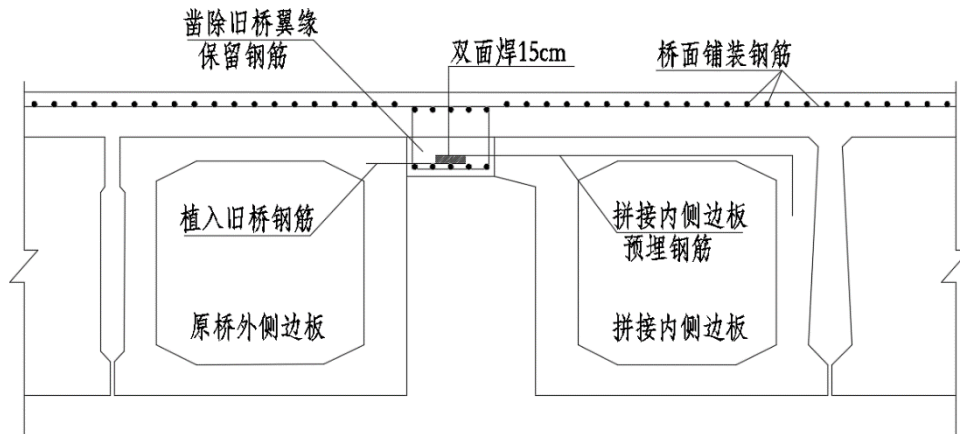 凿除旧桥翼缘
保留钢筋
双面焊15cm
桥面铺装钢筋
植入旧桥钢筋
拼接内侧边板
预埋钢筋
原桥外侧边板
拼接内侧边板